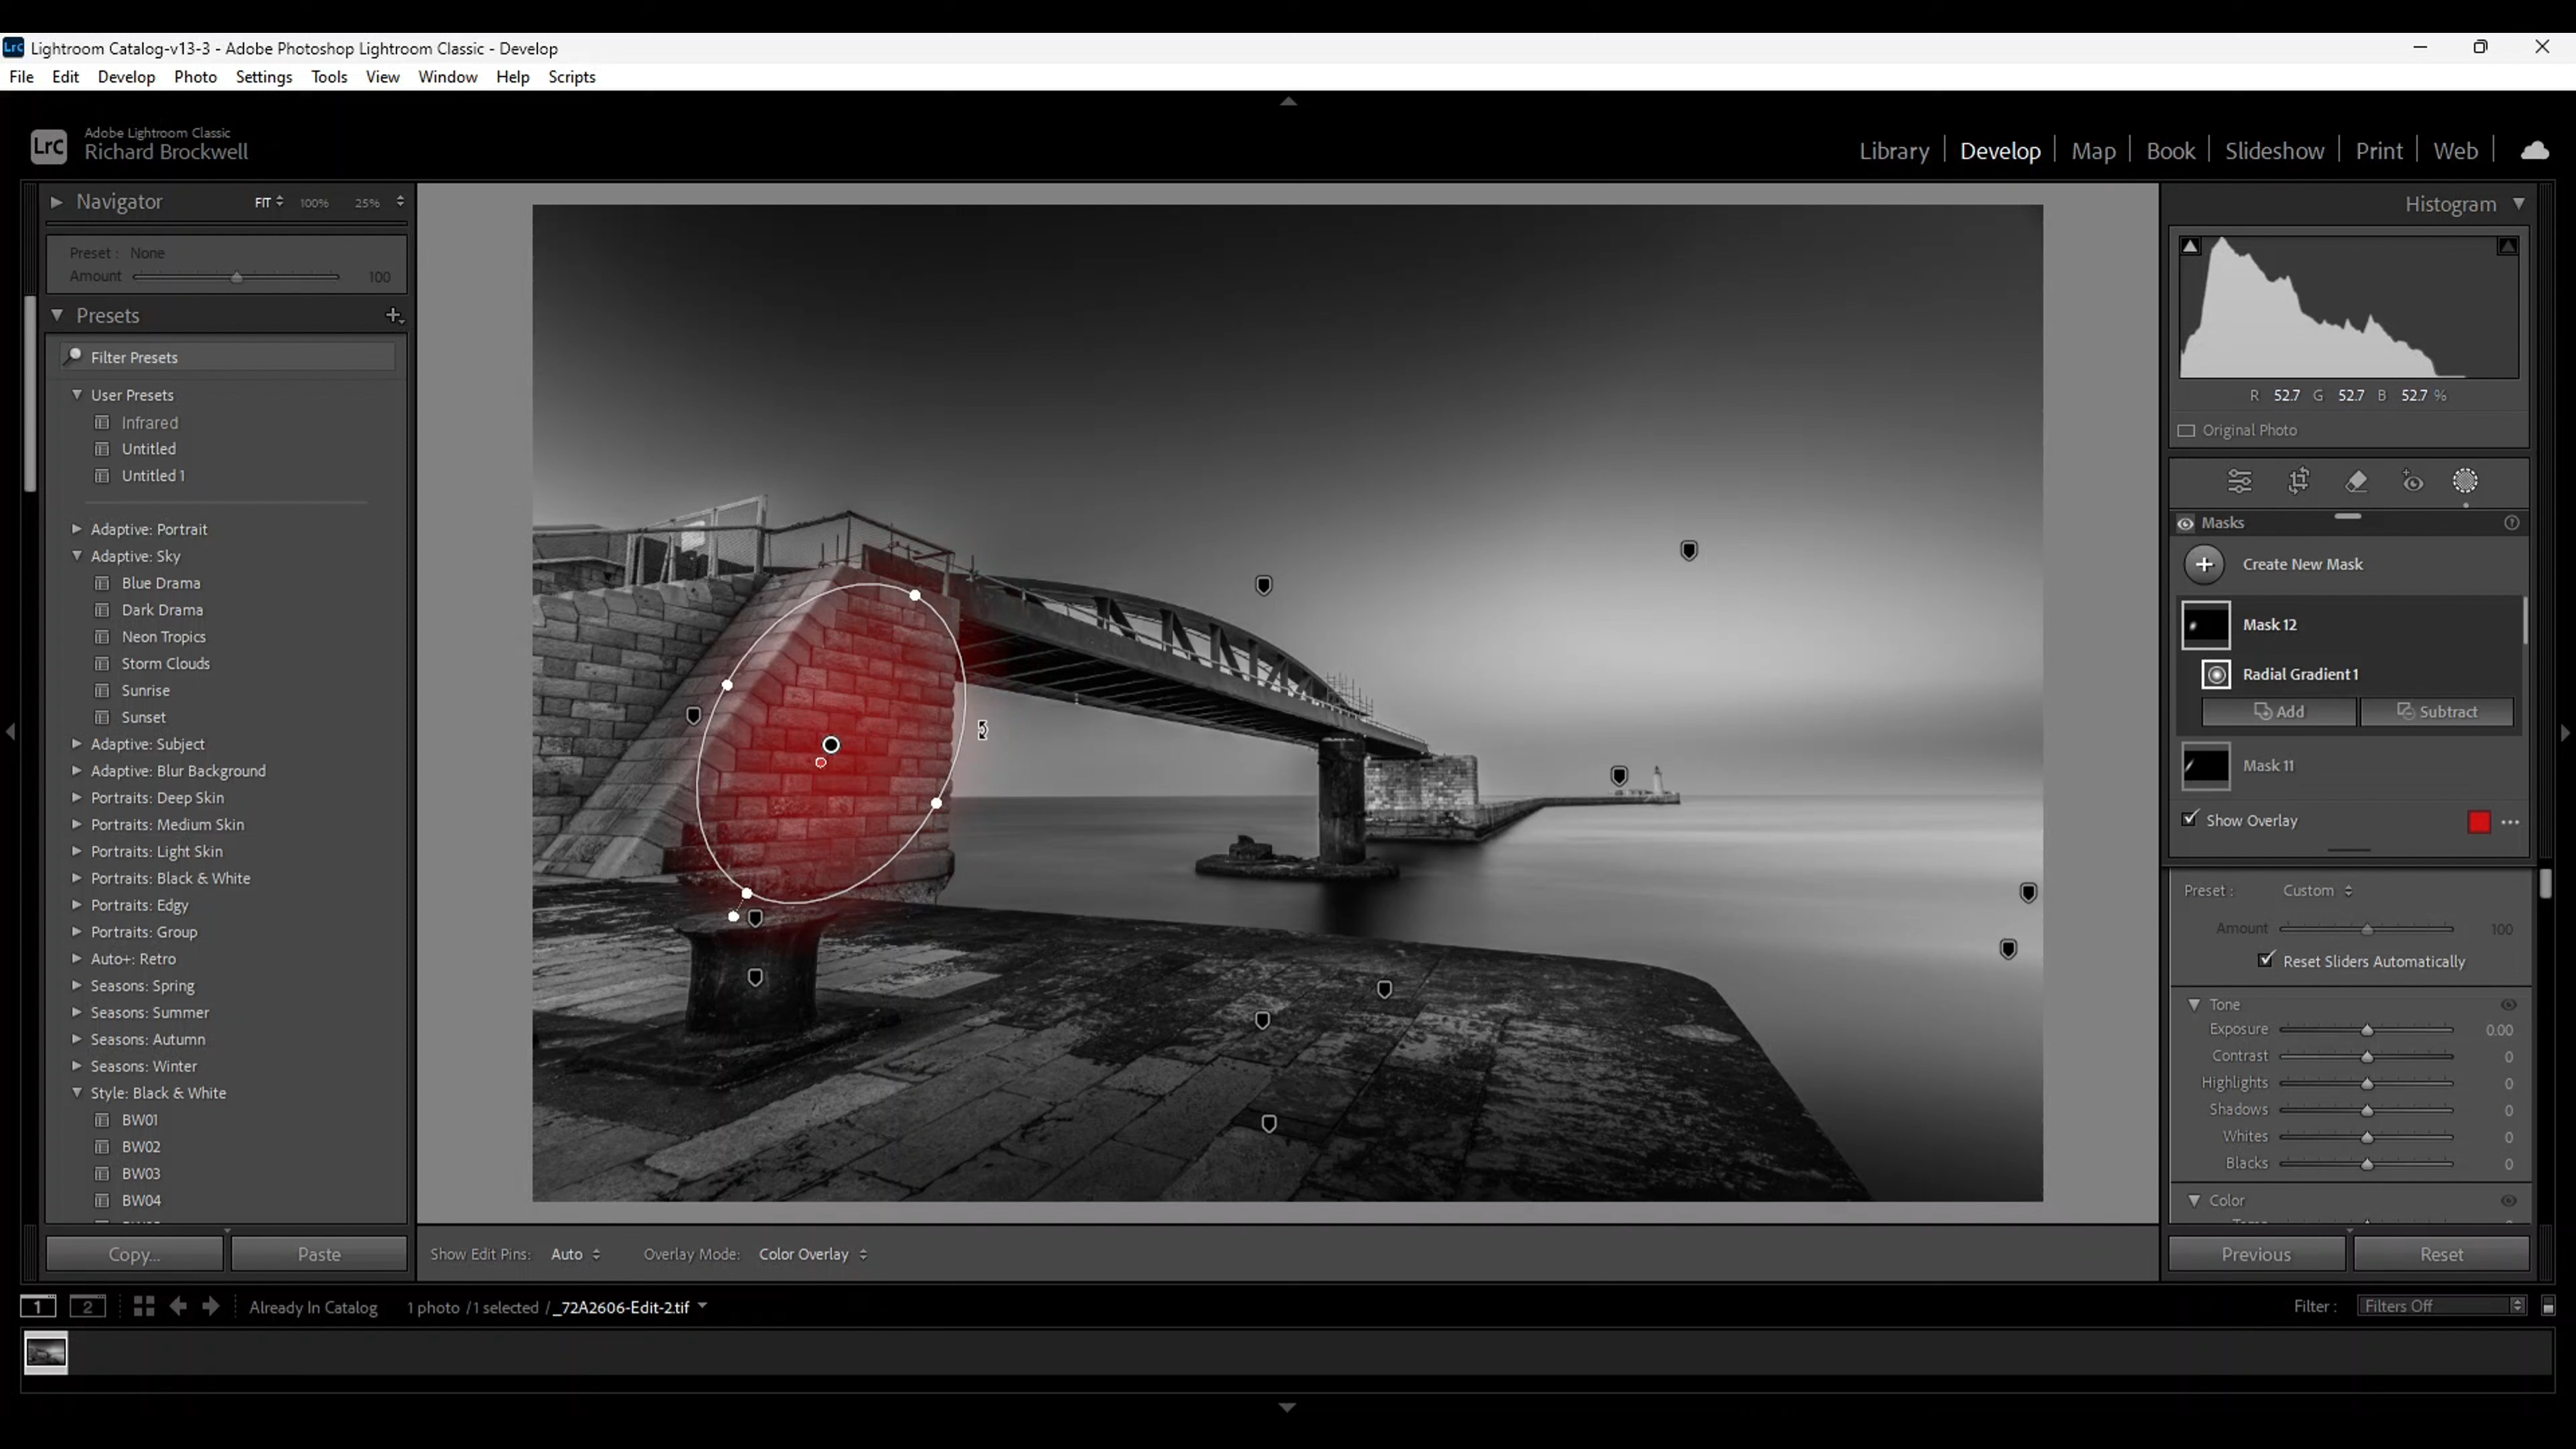 Lrc Lightroom Catalog-v13-3 - Adobe Photoshop Lightroom Classic - Develop
File Edit Develop Photo Settings Tools View Window Help Scripts
LrC Adobe Lightroom Classic
Richard Brockwell
Library Develop Map Book Slideshow Print Web
Navigator FIT 100% 25%
Preset : None
Amount 100
Presets
Filter Presets
User Presets
Infrared
Untitled
Untitled 1
Adaptive: Portrait
Adaptive: Sky
Blue Drama
Dark Drama
Neon Tropics
Storm Clouds
Sunrise
Sunset
Adaptive: Subject
Adaptive: Blur Background
Portraits: Deep Skin
Portraits: Medium Skin
Portraits: Light Skin
Portraits: Black & White
Portraits: Edgy
Portraits: Group
Auto+: Retro
Seasons: Spring
Seasons: Summer
Seasons: Autumn
Seasons: Winter
Style: Black & White
BW01
BW02
BW03
BW04
Copy... Paste
Show Edit Pins: Auto Overlay Mode: Color Overlay
Histogram
R 52.7 G 52.7 B 52.7 %
Original Photo
Masks
Create New Mask
Mask 12
Radial Gradient 1
Add Subtract
Mask 11
Show Overlay
Preset : Custom
Amount 100
Reset Sliders Automatically
Tone
Exposure 0.00
Contrast 0
Highlights 0
Shadows 0
Whites 0
Blacks 0
Color
Previous Reset
1 2 Already In Catalog 1 photo / 1 selected / _72A2606-Edit-2.tif
Filter : Filters Off